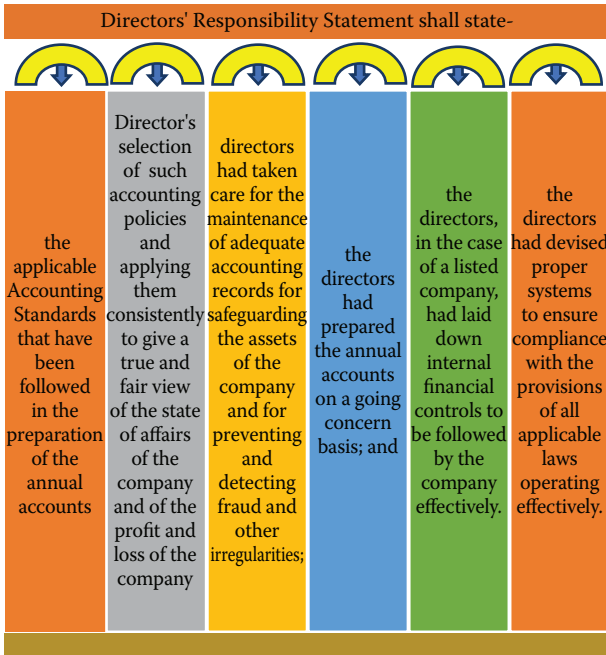 Directors' Responsibility Statement shall state-
the
applicable
Accounting
Standards
that have
been
followed
in the
preparation
of the
annual
accounts
Director's
selection
of such
accounting
policies
and
applying
them
consistently
to give a
true and
fair view
of the state
of affairs
of the
company
and of the
profit and
loss of the
company
directors
had taken
care for the
maintenance
of adequate
accounting
records for
safeguarding
the assets
of the
company
and for
preventing
and
detecting
fraud and
other
irregularities;
the
directors
had
prepared
the annual
accounts
on a going
concern
basis; and
the
directors,
in the case
of a listed
company,
had laid
down
internal
financial
controls to
be followed
by the
company
effectively.
the
directors
had devised
proper
systems
to ensure
compliance
with the
provisions
of all
applicable
laws
operating
effectively.